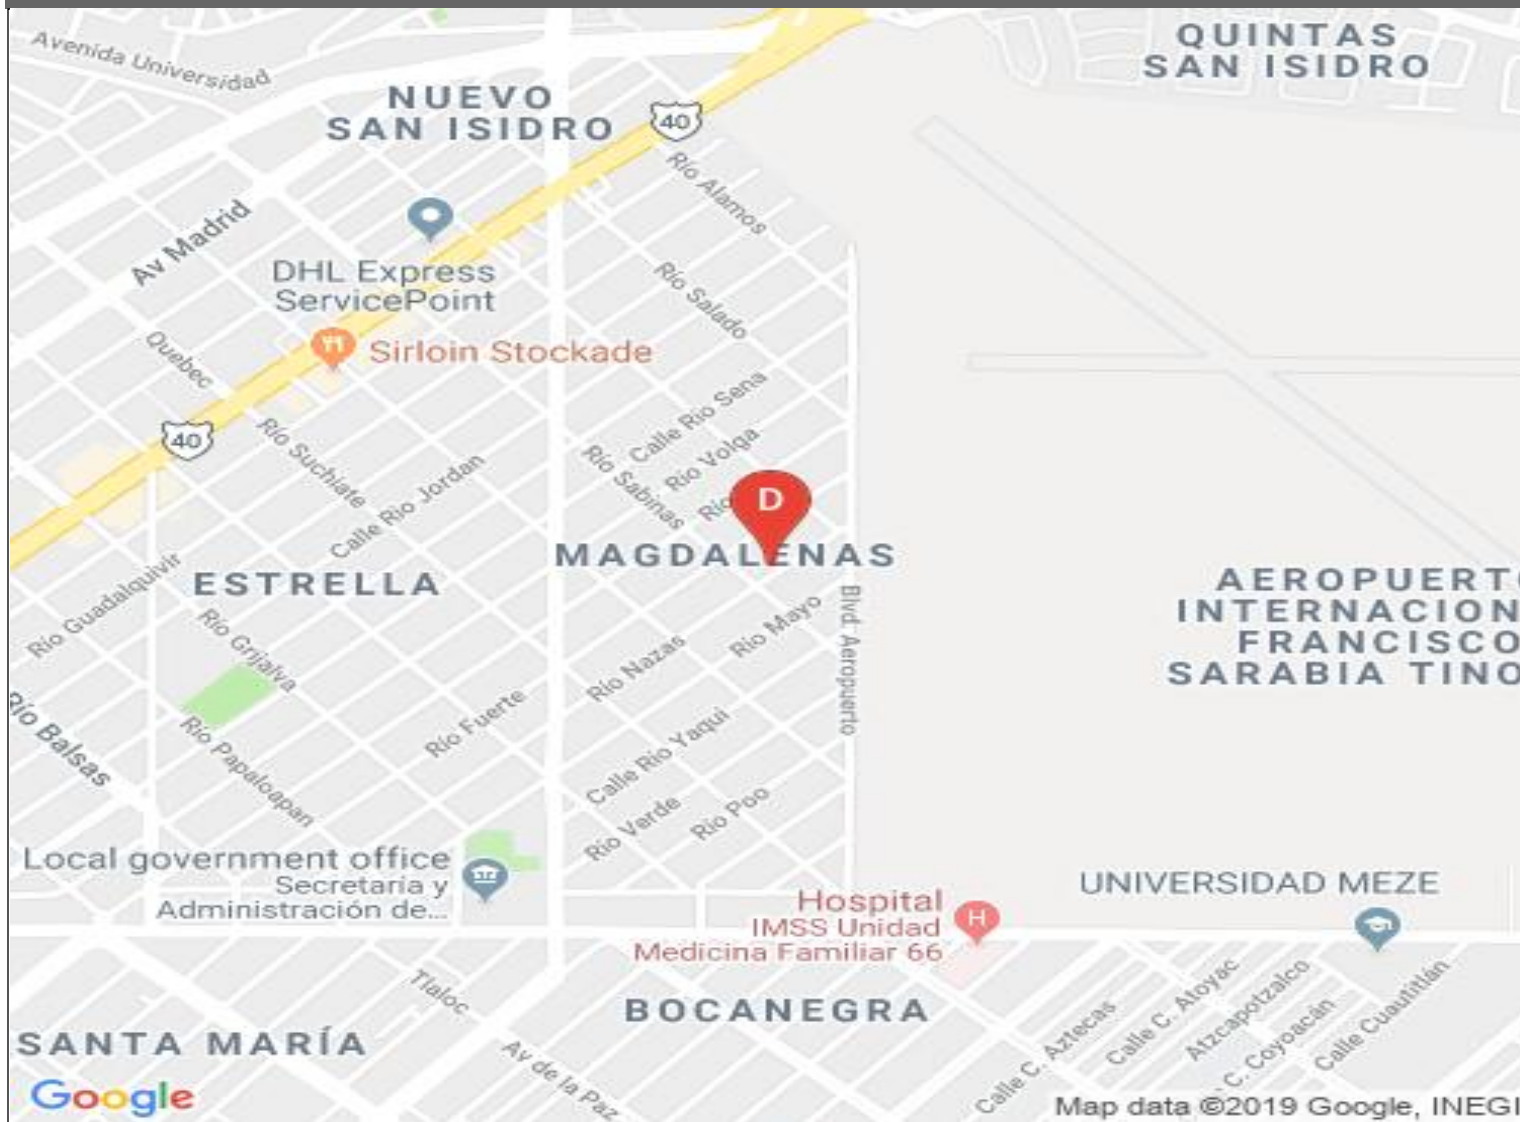 QUINTAS
SAN ISIDRO
Avenida Universidad
NUEVO
SAN ISIDRO
40
Río Alamos
Av Madrid
DHL Express
ServicePoint
Río Salado
Quebec
Sirloin Stockade
Calle Rio Sena
40
Río Suchiate
Calle Rio Jordan
Río Sabinas
Rio Volga
Río
D
MAGDALENAS
ESTRELLA
Río Guadalquivir
AEROPUERTO
INTERNACION
FRANCISCO
SARABIA TINO
Río Grijalva
Río Mayo
Blvd. Aeropuerto
Río Nazas
Río Balsas
Río Papaloapan
Río Fuerte
Calle Rio Yaqui
Río Verde
Río Poo
Local government office
Secretaría y
Administración de...
UNIVERSIDAD MEZE
Hospital
IMSS Unidad
Medicina Familiar 66
H
Tlaloc
BOCANEGRA
SANTA MARÍA
Av de la Paz
Calle C. Aztecas
Calle C. Atoyac
Atzcapotzalco
C. Coyoacán
Calle Cuautitlán
Google
Map data ©2019 Google, INEGI